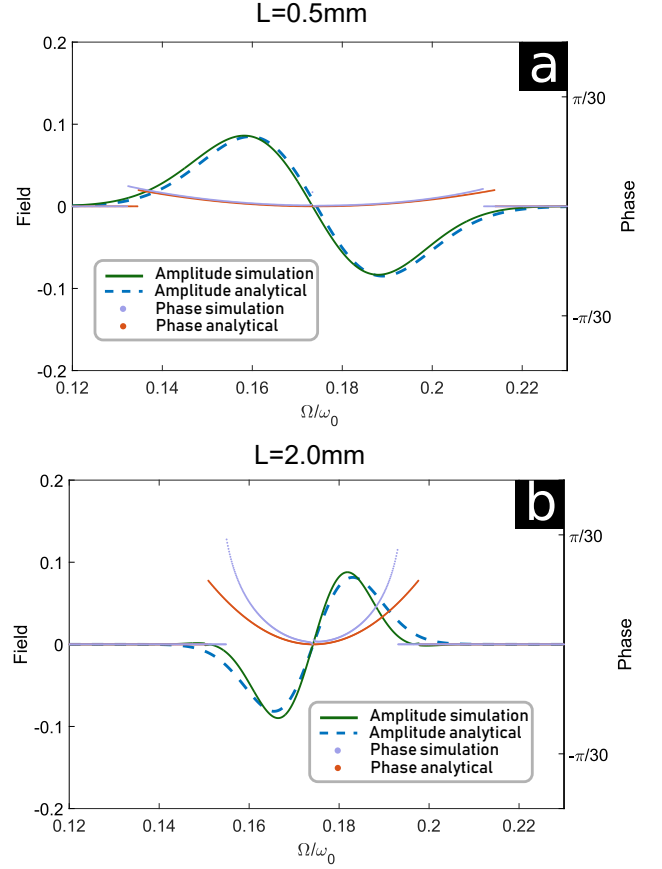 L=0.5mm
a
0.2
0.1
0
-0.1
-0.2
Field
π/30
-π/30
Phase
Amplitude simulation
Amplitude analytical
Phase simulation
Phase analytical
0.12 0.14 0.16 0.18 0.2 0.22
Ω/ω₀
L=2.0mm
b
0.2
0.1
0
-0.1
-0.2
Field
π/30
-π/30
Phase
Amplitude simulation
Amplitude analytical
Phase simulation
Phase analytical
0.12 0.14 0.16 0.18 0.2 0.22
Ω/ω₀